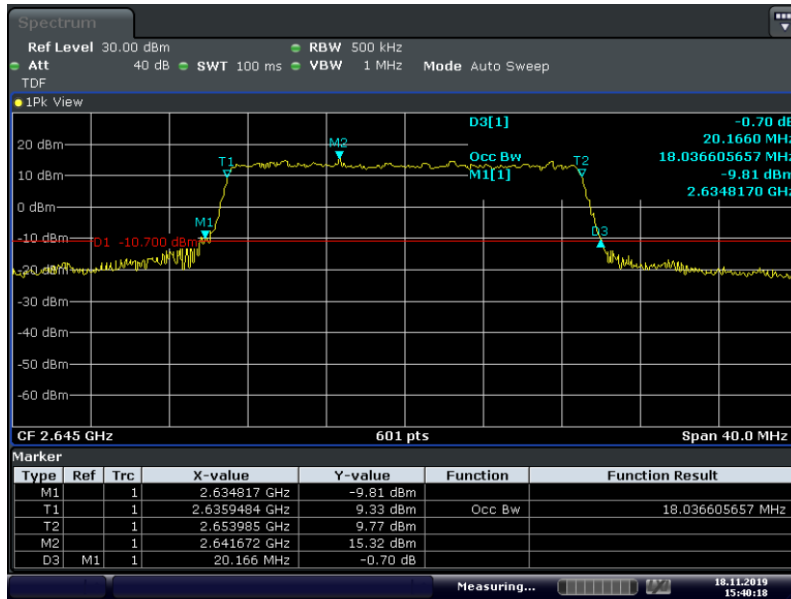 Spectrum
Ref Level 30.00 dBm RBW 500 kHz
Att 40 dB SWT 100 ms VBW 1 MHz Mode Auto Sweep
TDF
1Pk View
D3[1] -0.70 dB
20.1660 MHz
Occ Bw 18.036605657 MHz
M1[1] -9.81 dBm
2.6348170 GHz
20 dBm
10 dBm
0 dBm
-10 dBm
-20 dBm
-30 dBm
-40 dBm
-50 dBm
-60 dBm
M2
T1
T2
M1
D1 -10.700 dBm
D3
CF 2.645 GHz 601 pts Span 40.0 MHz
Marker
Type Ref Trc X-value Y-value Function Function Result
M1 1 2.634817 GHz -9.81 dBm
T1 1 2.6359484 GHz 9.33 dBm Occ Bw 18.036605657 MHz
T2 1 2.653985 GHz 9.77 dBm
M2 1 2.641672 GHz 15.32 dBm
D3 M1 1 20.166 MHz -0.70 dB
Measuring... 18.11.2019
15:40:18